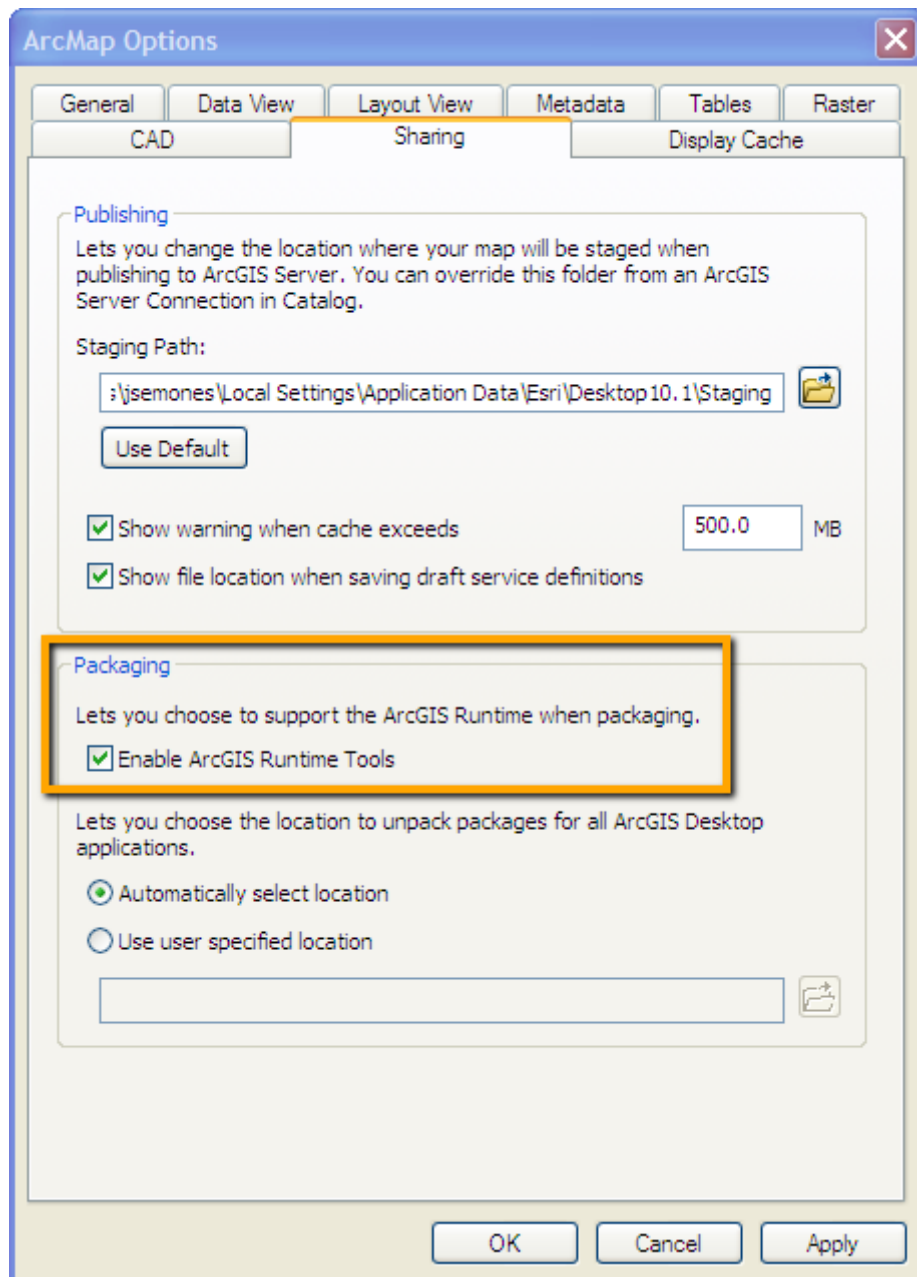 ArcMap Options
General Data View Layout View Metadata Tables Raster
CAD Sharing Display Cache
Publishing
Lets you change the location where your map will be staged when
publishing to ArcGIS Server. You can override this folder from an ArcGIS
Server Connection in Catalog.
Staging Path:
\jsemones\Local Settings\Application Data\Esri\Desktop10.1\Staging
Use Default
Show warning when cache exceeds 500.0 MB
Show file location when saving draft service definitions
Packaging
Lets you choose to support the ArcGIS Runtime when packaging.
Enable ArcGIS Runtime Tools
Lets you choose the location to unpack packages for all ArcGIS Desktop
applications.
Automatically select location
Use user specified location
OK Cancel Apply